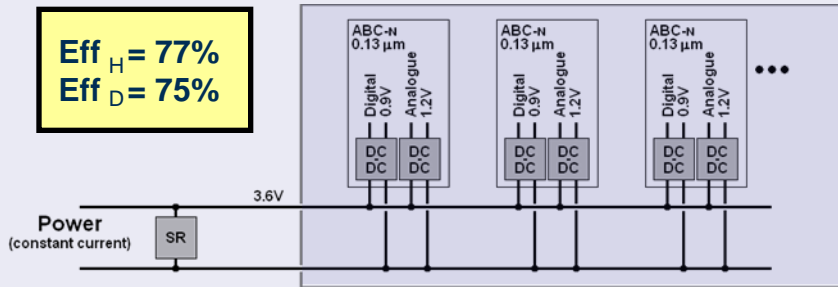 Eff H = 77%
Eff D = 75%
ABC-N
0.13 μm
Digital
0.9V
Analogue
1.2V
DC
DC
DC
DC
ABC-N
0.13 μm
Digital
0.9V
Analogue
1.2V
DC
DC
DC
DC
ABC-N
0.13 μm
Digital
0.9V
Analogue
1.2V
DC
DC
DC
DC
•••
3.6V
Power
(constant current)
SR